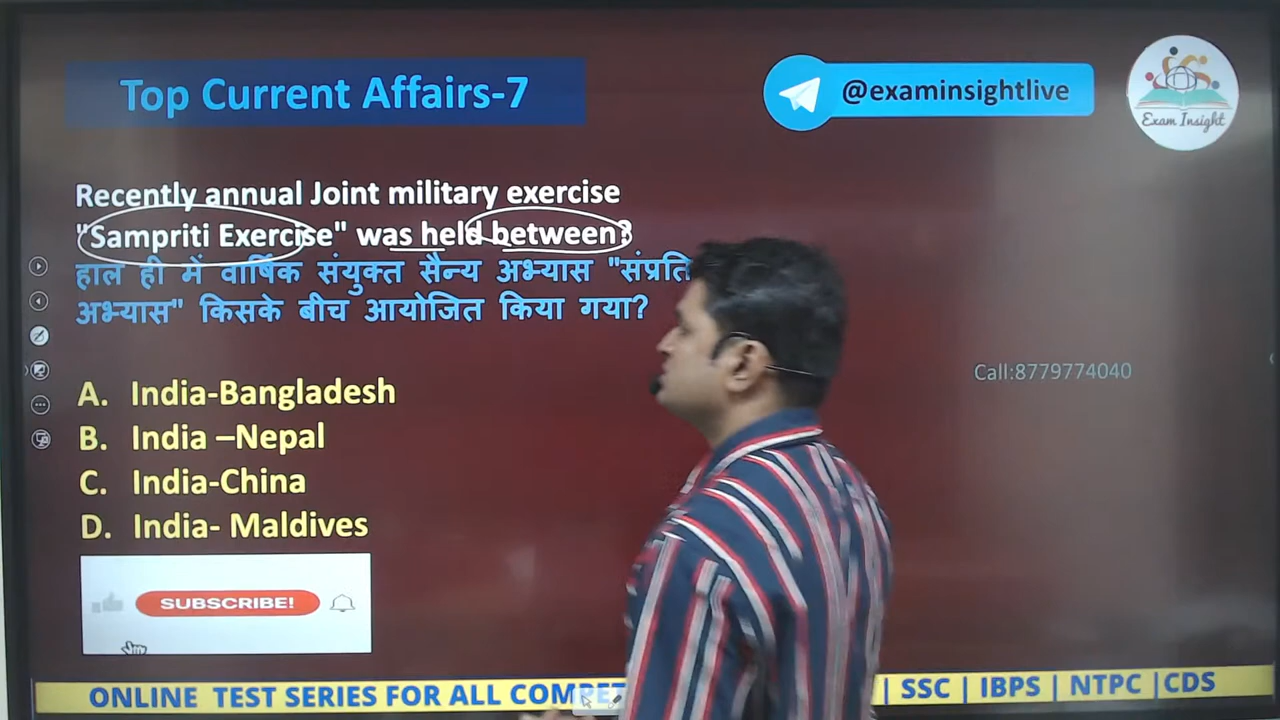 Top Current Affairs-7
@examinsightlive
Exam Insight
Recently annual Joint military exercise
"Sampriti Exercise" was held between?
हाल ही में वार्षिक संयुक्त सैन्य अभ्यास "संप्रति
अभ्यास" किसके बीच आयोजित किया गया?
Call:8779774040
A. India-Bangladesh
B. India –Nepal
C. India-China
D. India- Maldives
SUBSCRIBE!
ONLINE TEST SERIES FOR ALL | SSC | IBPS | NTPC |CDS